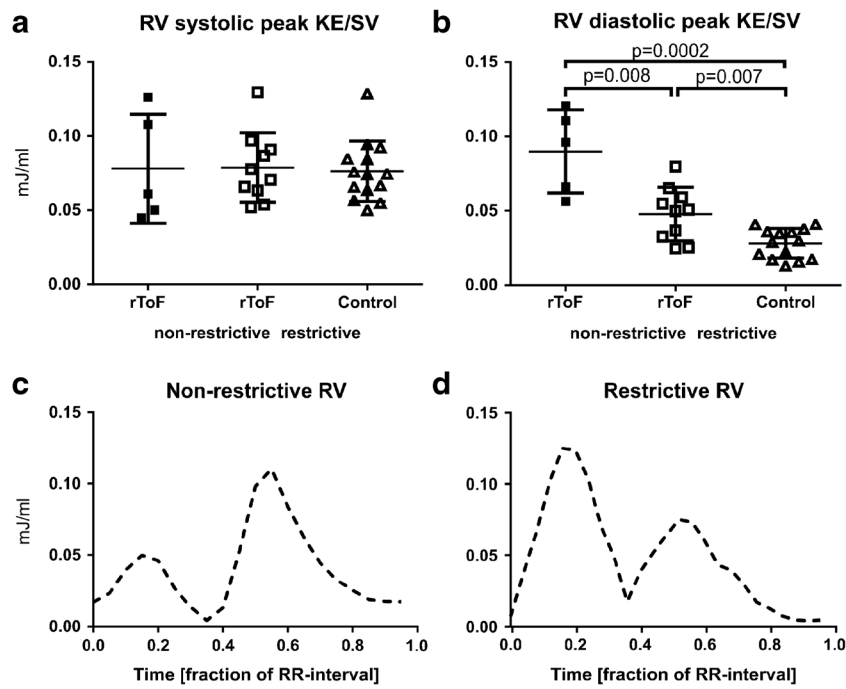 a
RV systolic peak KE/SV
mJ/ml
0.15
0.10
0.05
0.00
rToF rToF Control
non-restrictive restrictive
b
RV diastolic peak KE/SV
p=0.0002
p=0.008 p=0.007
0.15
0.10
0.05
0.00
rToF rToF Control
non-restrictive restrictive
c
Non-restrictive RV
mJ/ml
0.15
0.10
0.05
0.00
0.0 0.2 0.4 0.6 0.8 1.0
Time [fraction of RR-interval]
d
Restrictive RV
0.15
0.10
0.05
0.00
0.0 0.2 0.4 0.6 0.8 1.0
Time [fraction of RR-interval]